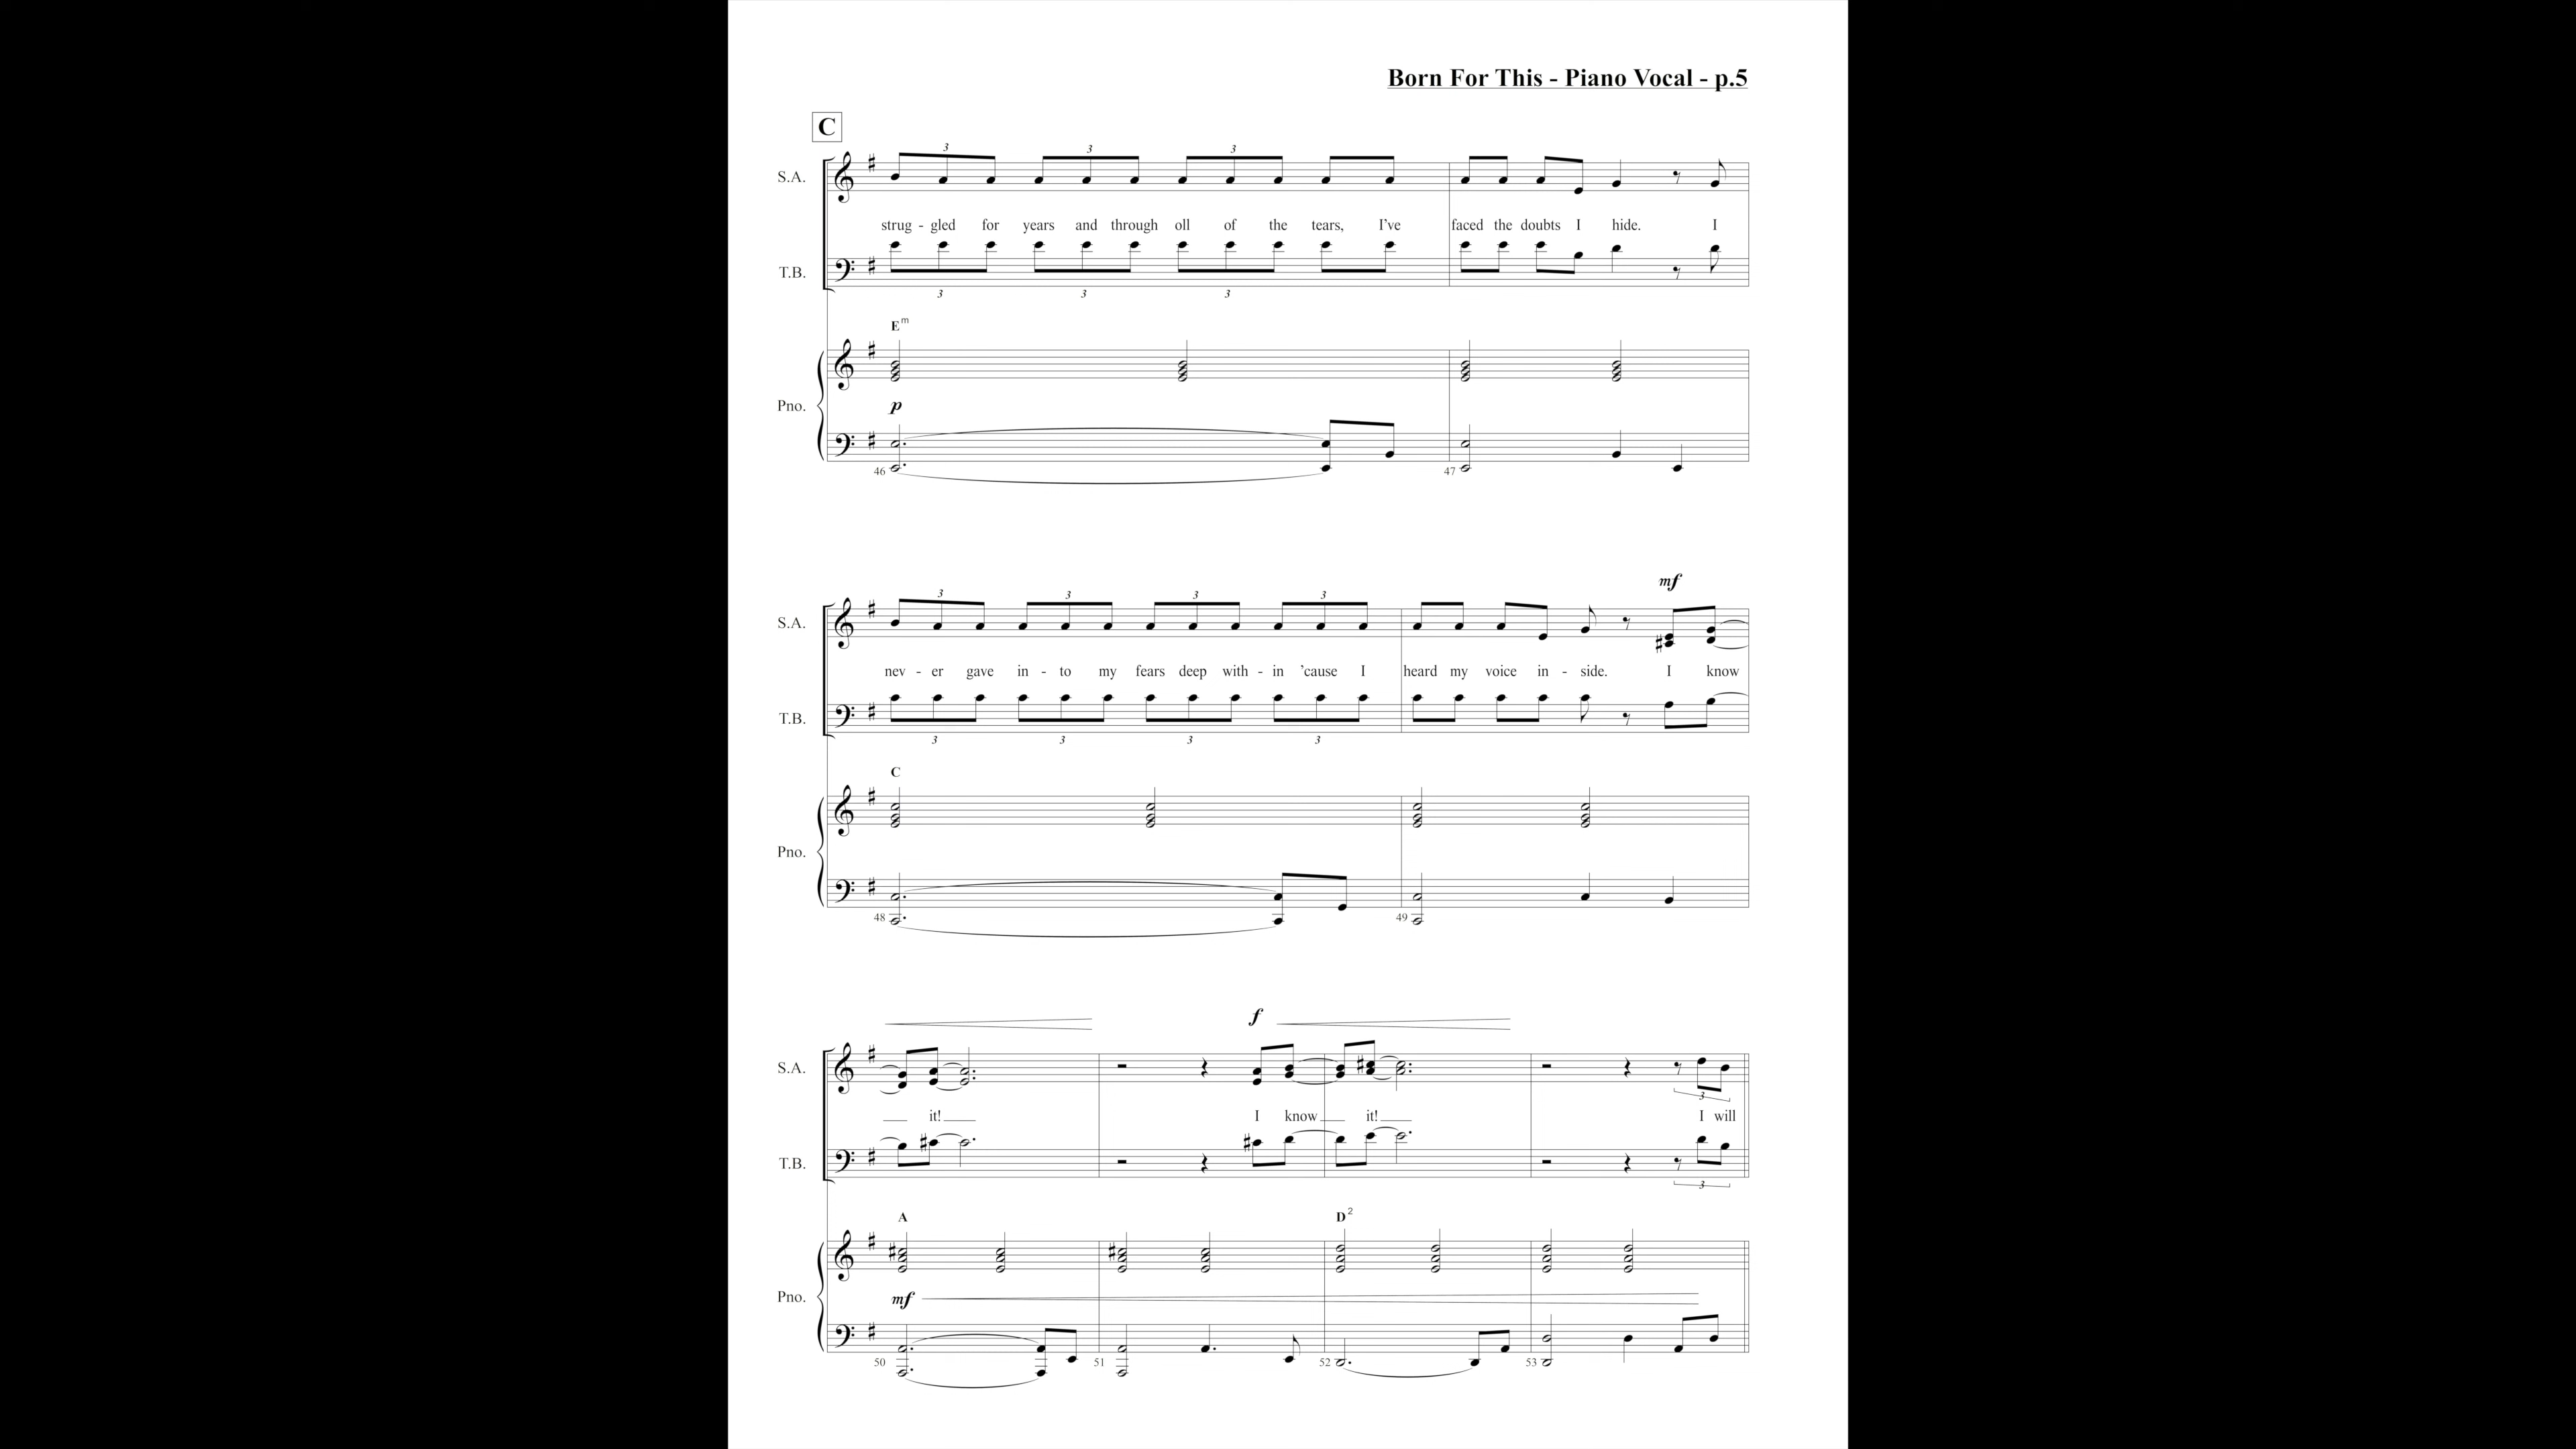 Born For This - Piano Vocal - p.5
C
3 3 3
S.A.
strug - gled for years and through oll of the tears, I've faced the doubts I hide. I
T.B.
3 3 3
Em
Pno.
p
46 47
mf
3 3 3 3
S.A.
nev - er gave in - to my fears deep with - in 'cause I heard my voice in - side. I know
T.B.
3 3 3 3
C
Pno.
48 49
f
S.A.
3
it! I know it! I will
T.B.
3
A D2
Pno.
mf
50 51 52 53